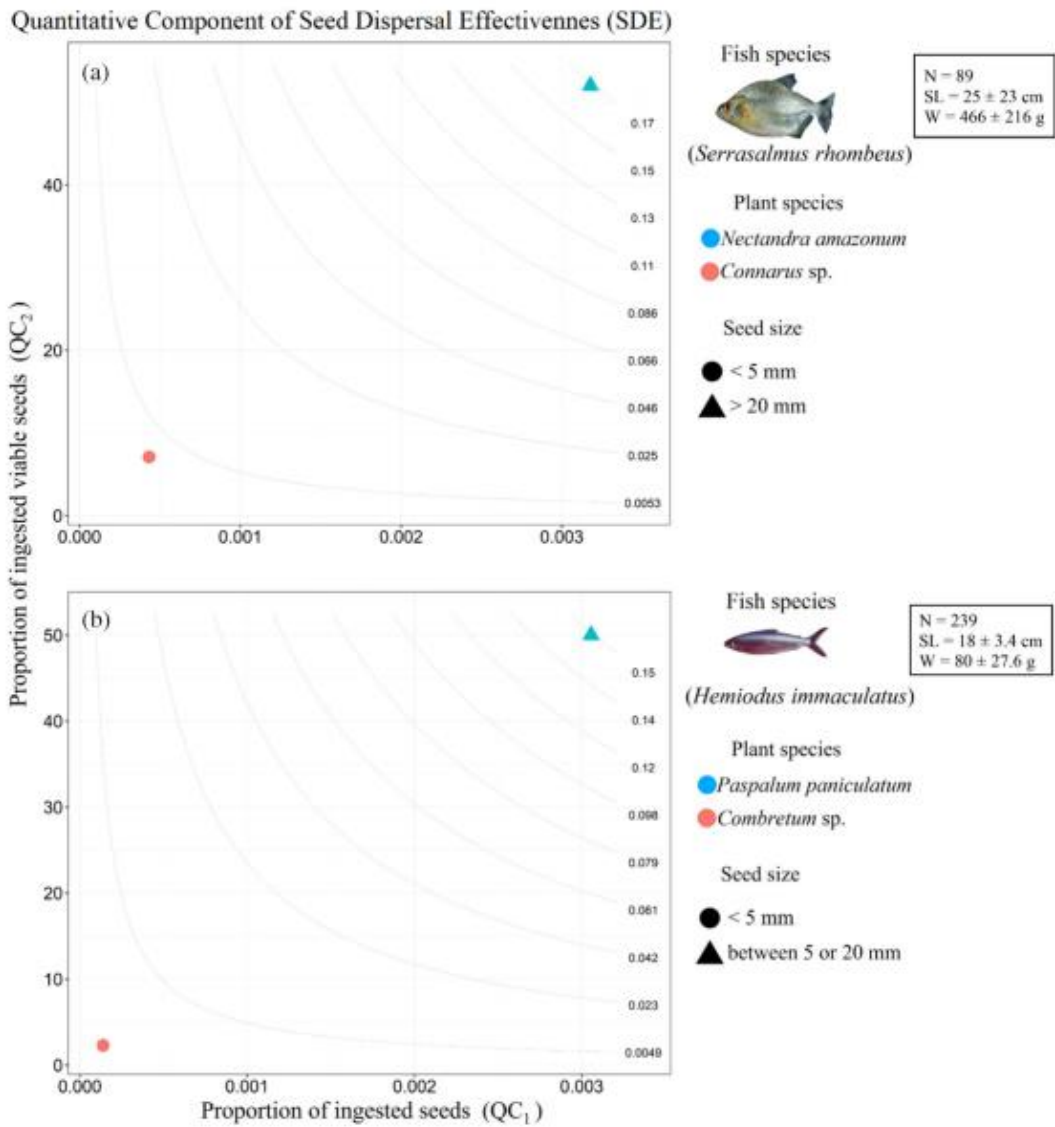 Quantitative Component of Seed Dispersal Effectivennes (SDE)
Proportion of ingested viable seeds (QC₂)
(a)
40
20
0
0.000 0.001 0.002 0.003
0.17
0.15
0.13
0.11
0.086
0.066
0.046
0.025
0.0053
Fish species
(Serrasalmus rhombeus)
N = 89
SL = 25 ± 23 cm
W = 466 ± 216 g
Plant species
Nectandra amazonum
Connarus sp.
Seed size
< 5 mm
> 20 mm
(b)
50
40
30
20
10
0
0.000 0.001 0.002 0.003
0.15
0.14
0.12
0.098
0.079
0.061
0.042
0.023
0.0049
Proportion of ingested seeds (QC₁)
Fish species
(Hemiodus immaculatus)
N = 239
SL = 18 ± 3.4 cm
W = 80 ± 27.6 g
Plant species
Paspalum paniculatum
Combretum sp.
Seed size
< 5 mm
between 5 or 20 mm